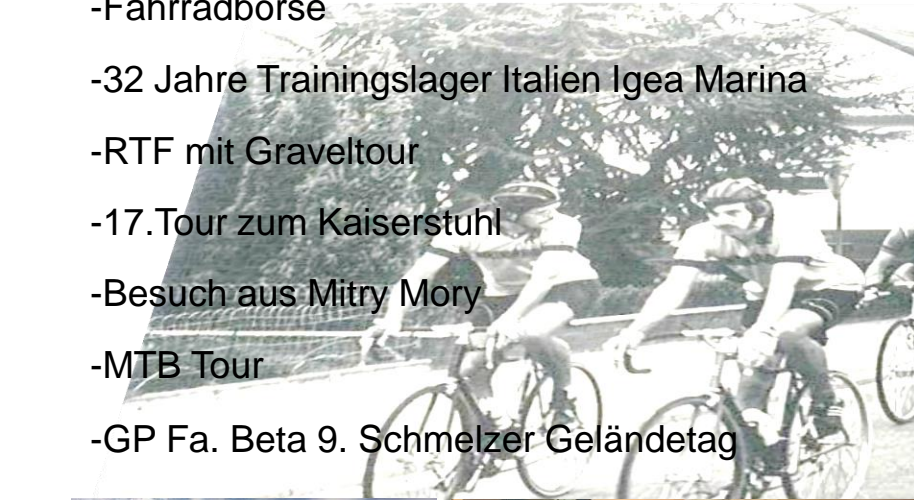 -Fahrradbörse
-32 Jahre Trainingslager Italien Igea Marina
-RTF mit Graveltour
-17.Tour zum Kaiserstuhl
-Besuch aus Mitry Mory
-MTB Tour
-GP Fa. Beta 9. Schmelzer Geländetag